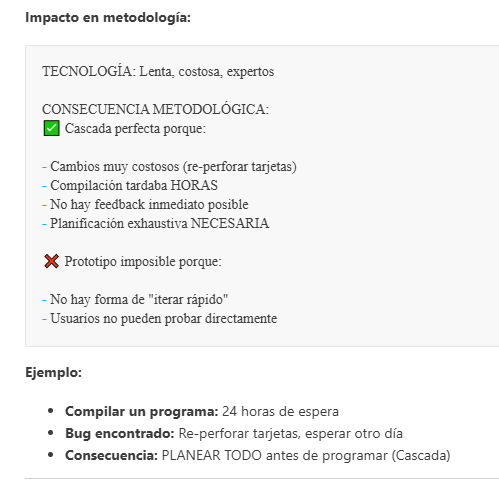 Impacto en metodología:
TECNOLOGÍA: Lenta, costosa, expertos
CONSECUENCIA METODOLÓGICA:
✅ Cascada perfecta porque:
- Cambios muy costosos (re-perforar tarjetas)
- Compilación tardaba HORAS
- No hay feedback inmediato posible
- Planificación exhaustiva NECESARIA
❌ Prototipo imposible porque:
- No hay forma de "iterar rápido"
- Usuarios no pueden probar directamente
Ejemplo:
• Compilar un programa: 24 horas de espera
• Bug encontrado: Re-perforar tarjetas, esperar otro día
• Consecuencia: PLANEAR TODO antes de programar (Cascada)